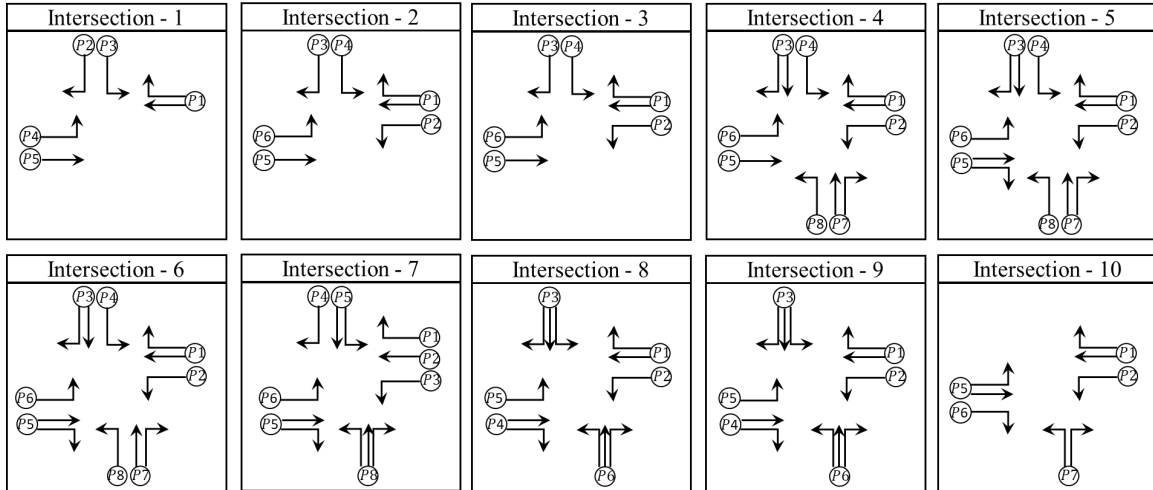 Intersection - 1
P2 P3
P1
P4
P5
Intersection - 2
P3 P4
P1
P2
P6
P5
Intersection - 3
P3 P4
P1
P2
P6
P5
Intersection - 4
P3 P4
P1
P2
P6
P5
P8 P7
Intersection - 5
P3 P4
P1
P2
P6
P5
P8 P7
Intersection - 6
P3 P4
P1
P2
P6
P5
P8 P7
Intersection - 7
P4 P5
P1
P2
P3
P6
P5
P8
Intersection - 8
P3
P1
P2
P5
P4
P6
Intersection - 9
P3
P1
P2
P5
P4
P6
Intersection - 10
P1
P2
P5
P6
P7